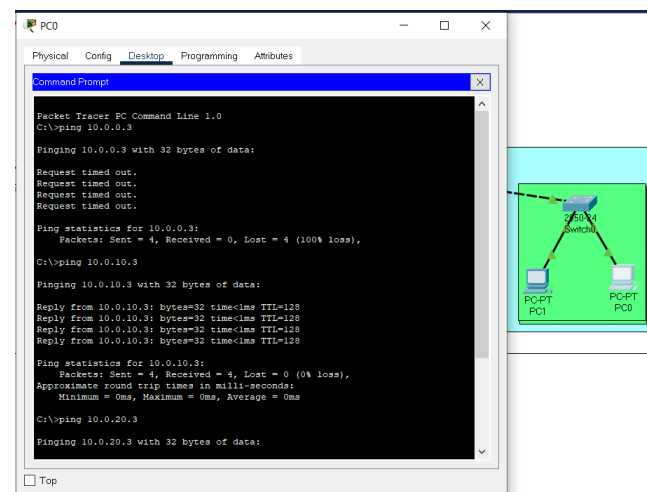 PC0
Physical Config Desktop Programming Attributes
Command Prompt
X
Packet Tracer PC Command Line 1.0
C:\>ping 10.0.0.3
Pinging 10.0.0.3 with 32 bytes of data:
Request timed out.
Request timed out.
Request timed out.
Request timed out.
Ping statistics for 10.0.0.3:
Packets: Sent = 4, Received = 0, Lost = 4 (100% loss),
C:\>ping 10.0.10.3
Pinging 10.0.10.3 with 32 bytes of data:
Reply from 10.0.10.3: bytes=32 time<1ms TTL=128
Reply from 10.0.10.3: bytes=32 time<1ms TTL=128
Reply from 10.0.10.3: bytes=32 time<1ms TTL=128
Reply from 10.0.10.3: bytes=32 time<1ms TTL=128
Ping statistics for 10.0.10.3:
Packets: Sent = 4, Received = 4, Lost = 0 (0% loss),
Approximate round trip times in milli-seconds:
Minimum = 0ms, Maximum = 0ms, Average = 0ms
C:\>ping 10.0.20.3
Pinging 10.0.20.3 with 32 bytes of data:
Top
Switch0
PC-PT
PC1
PC-PT
PC0